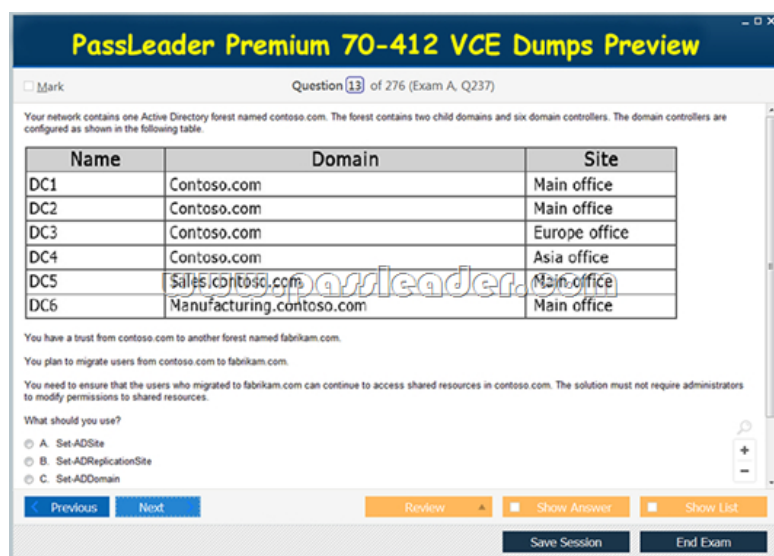 PassLeader Premium 70-412 VCE Dumps Preview
Mark
Question 13 of 276 (Exam A, Q237)
Your network contains one Active Directory forest named contoso.com. The forest contains two child domains and six domain controllers. The domain controllers are
configured as shown in the following table.
Name Domain Site
DC1 Contoso.com Main office
DC2 Contoso.com Main office
DC3 Contoso.com Europe office
DC4 Contoso.com Asia office
DC5 Sales.contoso.com Main office
www.passleader.com
DC6 Manufacturing.contoso.com Main office
You have a trust from contoso.com to another forest named fabrikam.com.
You plan to migrate users from contoso.com to fabrikam.com.
You need to ensure that the users who migrated to fabrikam.com can continue to access shared resources in contoso.com. The solution must not require administrators
to modify permissions to shared resources.
What should you use?
A. Set-ADSite
B. Set-ADReplicationSite
C. Set-ADDomain
Previous Next Review Show Answer Show List
Save Session End Exam